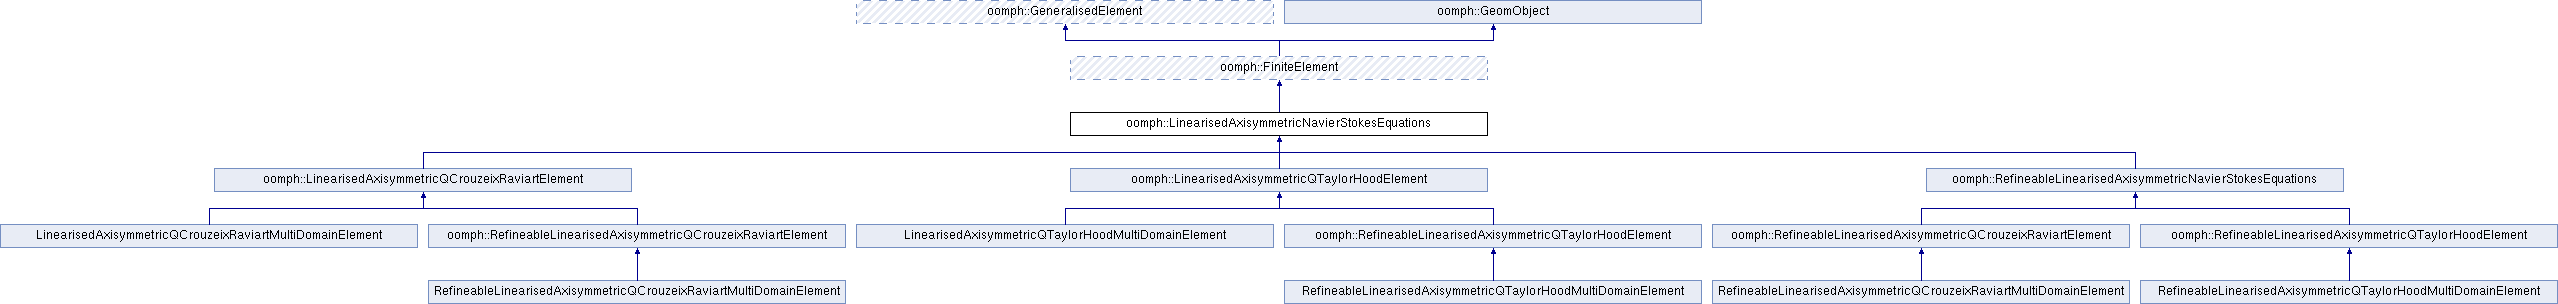 oomph::GeneralisedElement
oomph::GeomObject
oomph::FiniteElement
oomph::LinearisedAxisymmetricNavierStokesEquations
oomph::LinearisedAxisymmetricQCrouzeixRaviartElement
oomph::LinearisedAxisymmetricQTaylorHoodElement
oomph::RefineableLinearisedAxisymmetricNavierStokesEquations
LinearisedAxisymmetricQCrouzeixRaviartMultiDomainElement
oomph::RefineableLinearisedAxisymmetricQCrouzeixRaviartElement
LinearisedAxisymmetricQTaylorHoodMultiDomainElement
oomph::RefineableLinearisedAxisymmetricQTaylorHoodElement
oomph::RefineableLinearisedAxisymmetricQCrouzeixRaviartElement
oomph::RefineableLinearisedAxisymmetricQTaylorHoodElement
RefineableLinearisedAxisymmetricQCrouzeixRaviartMultiDomainElement
RefineableLinearisedAxisymmetricQTaylorHoodMultiDomainElement
RefineableLinearisedAxisymmetricQCrouzeixRaviartMultiDomainElement
RefineableLinearisedAxisymmetricQTaylorHoodMultiDomainElement